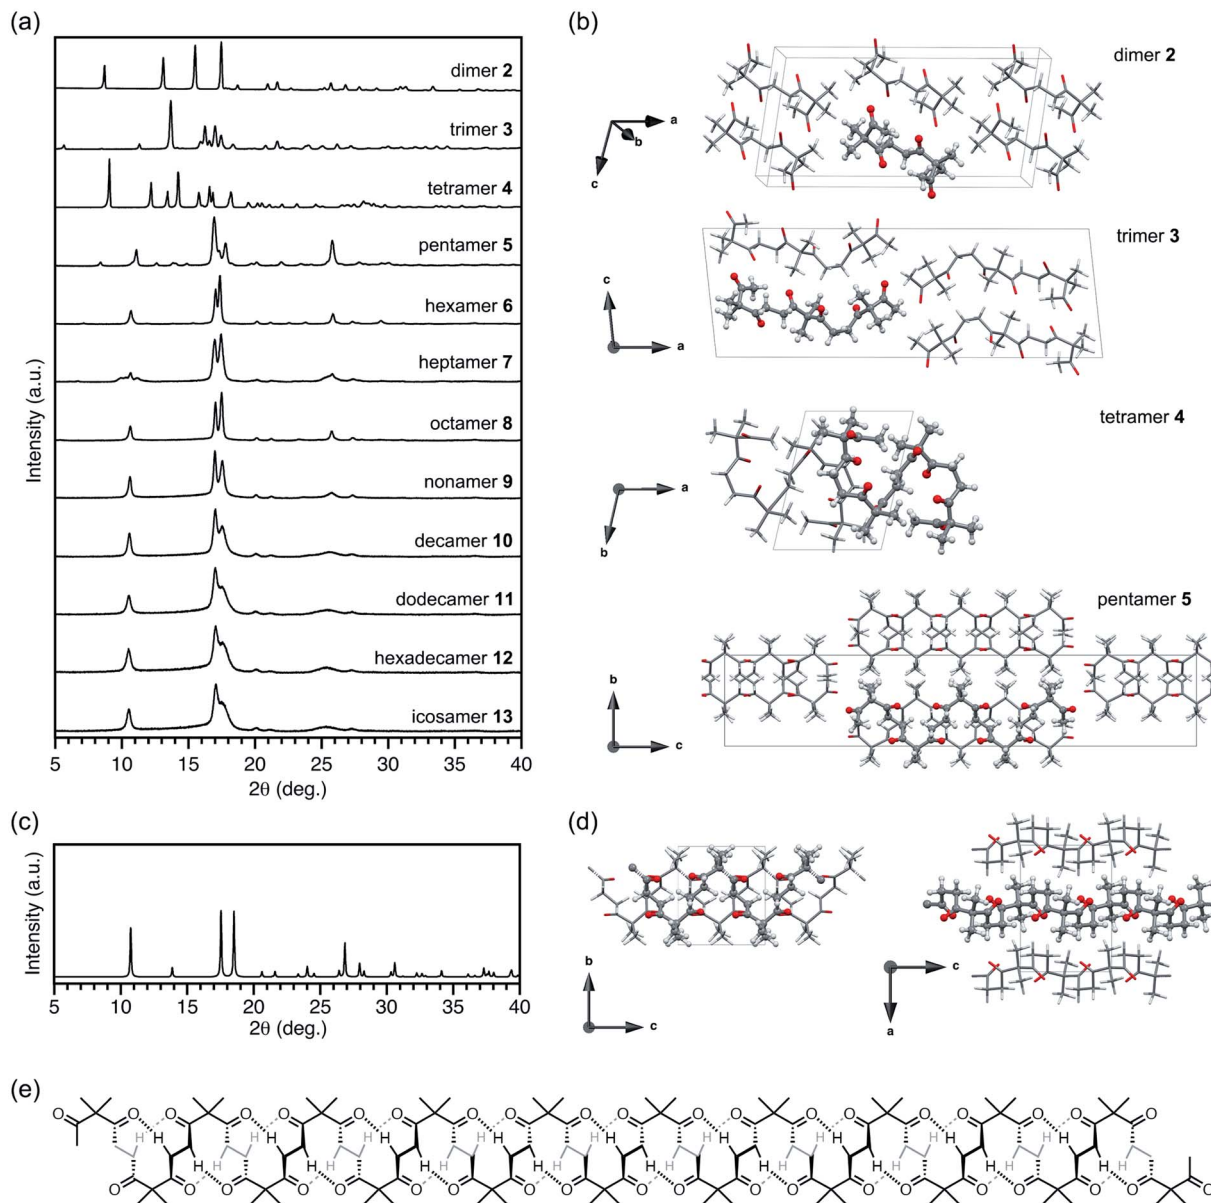 (a)
Intensity (a.u.)
dimer 2
trimer 3
tetramer 4
pentamer 5
hexamer 6
heptamer 7
octamer 8
nonamer 9
decamer 10
dodecamer 11
hexadecamer 12
icosamer 13
5 10 15 20 25 30 35 40
2θ (deg.)
(b)
dimer 2
a
b
c
trimer 3
c
a
tetramer 4
a
b
pentamer 5
b
c
(c)
Intensity (a.u.)
5 10 15 20 25 30 35 40
2θ (deg.)
(d)
b
c
c
a
(e)
O O O O O O O O O O O O O O O O O O O O O
H H H H H H H H H H H H H H H H H H
H H H H H H H H H H H H H H H H H H
O O O O O O O O O O O O O O O O O O O O O